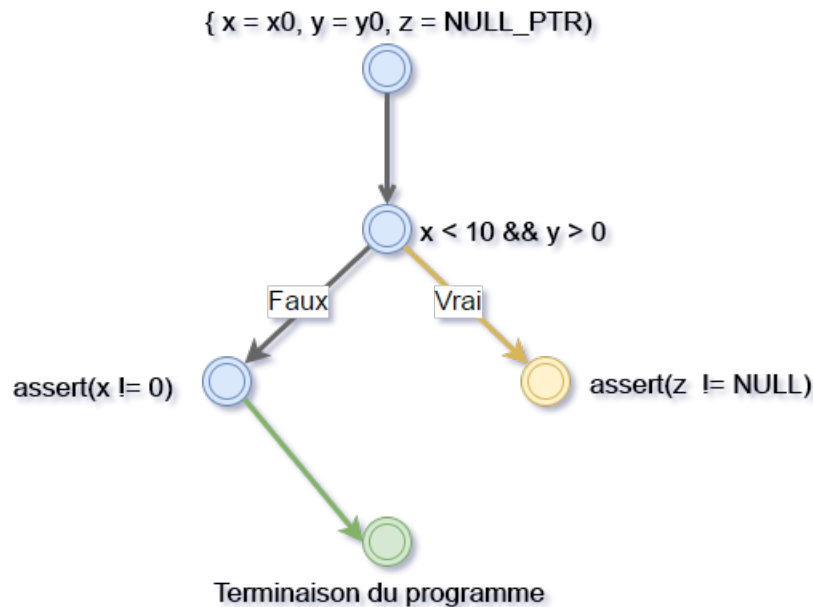 { x = x0, y = y0, z = NULL_PTR)
x < 10 && y > 0
Faux
Vrai
assert(x != 0)
assert(z != NULL)
Terminaison du programme